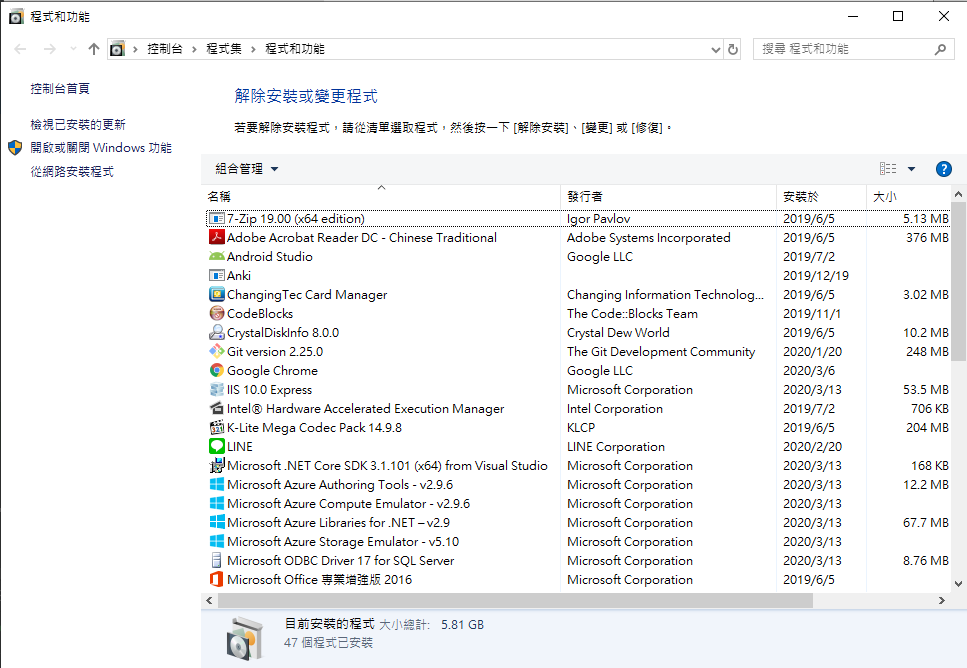 程式和功能
控制台 > 程式集 > 程式和功能
搜尋 程式和功能
控制台首頁
檢視已安裝的更新
開啟或關閉 Windows 功能
從網路安裝程式
解除安裝或變更程式
若要解除安裝程式，請從清單選取程式，然後按一下 [解除安裝]、[變更] 或 [修復]。
組合管理
名稱 發行者 安裝於 大小
7-Zip 19.00 (x64 edition) Igor Pavlov 2019/6/5 5.13 MB
Adobe Acrobat Reader DC - Chinese Traditional Adobe Systems Incorporated 2019/6/5 376 MB
Android Studio Google LLC 2019/7/2
Anki 2019/12/19
ChangingTec Card Manager Changing Information Technolog... 2019/6/5 3.02 MB
CodeBlocks The Code::Blocks Team 2019/11/1
CrystalDiskInfo 8.0.0 Crystal Dew World 2019/6/5 10.2 MB
Git version 2.25.0 The Git Development Community 2020/1/20 248 MB
Google Chrome Google LLC 2020/3/6
IIS 10.0 Express Microsoft Corporation 2020/3/13 53.5 MB
Intel® Hardware Accelerated Execution Manager Intel Corporation 2019/7/2 706 KB
K-Lite Mega Codec Pack 14.9.8 KLCP 2019/6/5 204 MB
LINE LINE Corporation 2020/2/20
Microsoft .NET Core SDK 3.1.101 (x64) from Visual Studio Microsoft Corporation 2020/3/13 168 KB
Microsoft Azure Authoring Tools - v2.9.6 Microsoft Corporation 2020/3/13 12.2 MB
Microsoft Azure Compute Emulator - v2.9.6 Microsoft Corporation 2020/3/13
Microsoft Azure Libraries for .NET – v2.9 Microsoft Corporation 2020/3/13 67.7 MB
Microsoft Azure Storage Emulator - v5.10 Microsoft Corporation 2020/3/13
Microsoft ODBC Driver 17 for SQL Server Microsoft Corporation 2020/3/13 8.76 MB
Microsoft Office 專業增強版 2016 Microsoft Corporation 2019/6/5
目前安裝的程式 大小總計: 5.81 GB
47 個程式已安裝